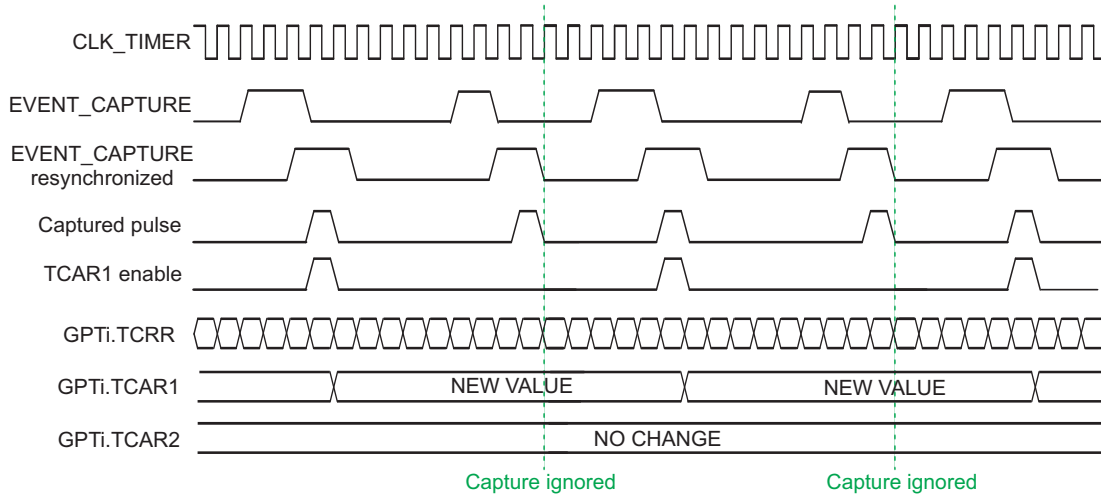 CLK_TIMER
EVENT_CAPTURE
EVENT_CAPTURE
resynchronized
Captured pulse
TCAR1 enable
GPTi.TCRR
GPTi.TCAR1
NEW VALUE
NEW VALUE
GPTi.TCAR2
NO CHANGE
Capture ignored
Capture ignored